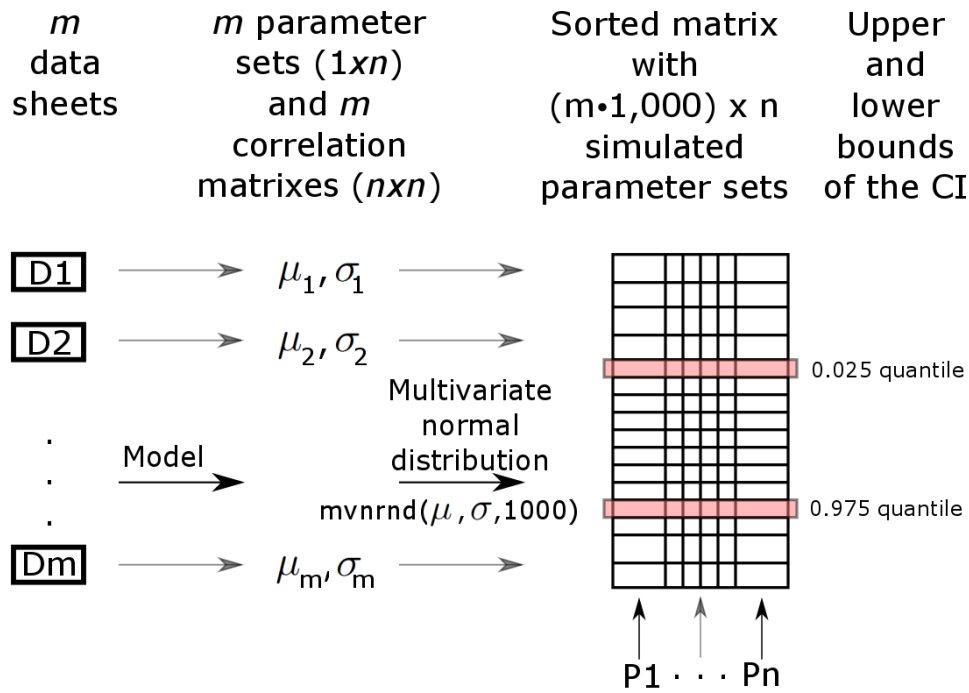 m
data
sheets
m parameter
sets (1xn)
and m
correlation
matrixes (nxn)
Sorted matrix
with
(m•1,000) x n
simulated
parameter sets
Upper
and
lower
bounds
of the CI
D1
μ1, σ1
D2
μ2, σ2
0.025 quantile
Multivariate
normal
distribution
. Model
.
.
mvnrnd(μ, σ,1000)
0.975 quantile
Dm
μm, σm
P1 · · · Pn